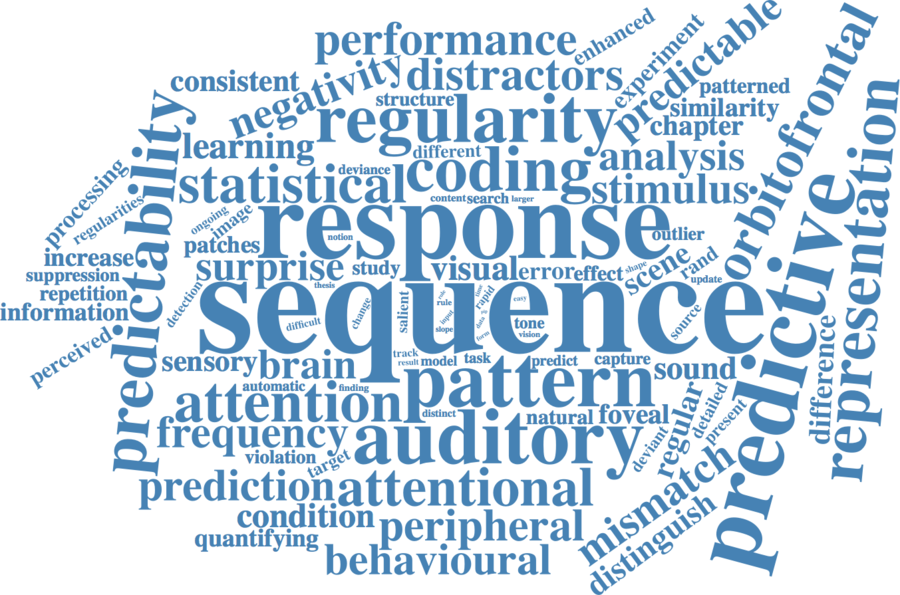 performance
enhanced
experiment
predictable
consistent
negativity
distractors
structure
patterned
similarity
chapter
regularity
learning
different
deviance
coding
analysis
orbitofrontal
statistical
stimulus
content
search
larger
processing
regularities
predictability
ongoing
image
patches
response
notion
outlier
representation
increase
suppression
repetition
information
surprise
study
thesis
visual
error
effect
shape
scene
rand
update
detection
sequence
difficult
change
salient
rule
input
slope
time
rapid
data
easy
form
tone
vision
source
predictive
perceived
sensory
brain
track
result
model
task
predict
capture
sound
difference
automatic
finding
pattern
attention
distinct
natural
foveal
regular
detailed
present
deviant
frequency
auditory
violation
target
prediction
attentional
mismatch
condition
peripheral
distinguish
quantifying
behavioural